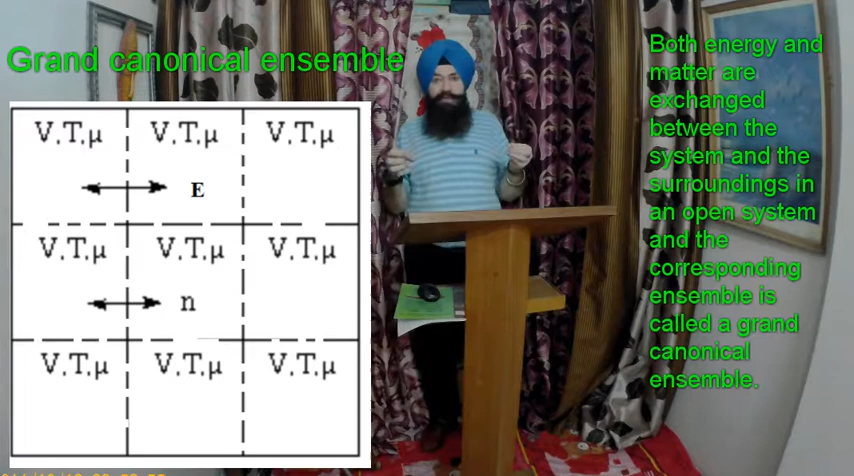 Grand canonical ensemble
V.T.μ V.T.μ V.T.μ
E
V.T.μ V.T.μ V.T.μ
n
V.T.μ V.T.μ V.T.μ
Both energy and
matter are
exchanged
between the
system and the
surroundings in
an open system
and the
corresponding
ensemble is
called a grand
canonical
ensemble.